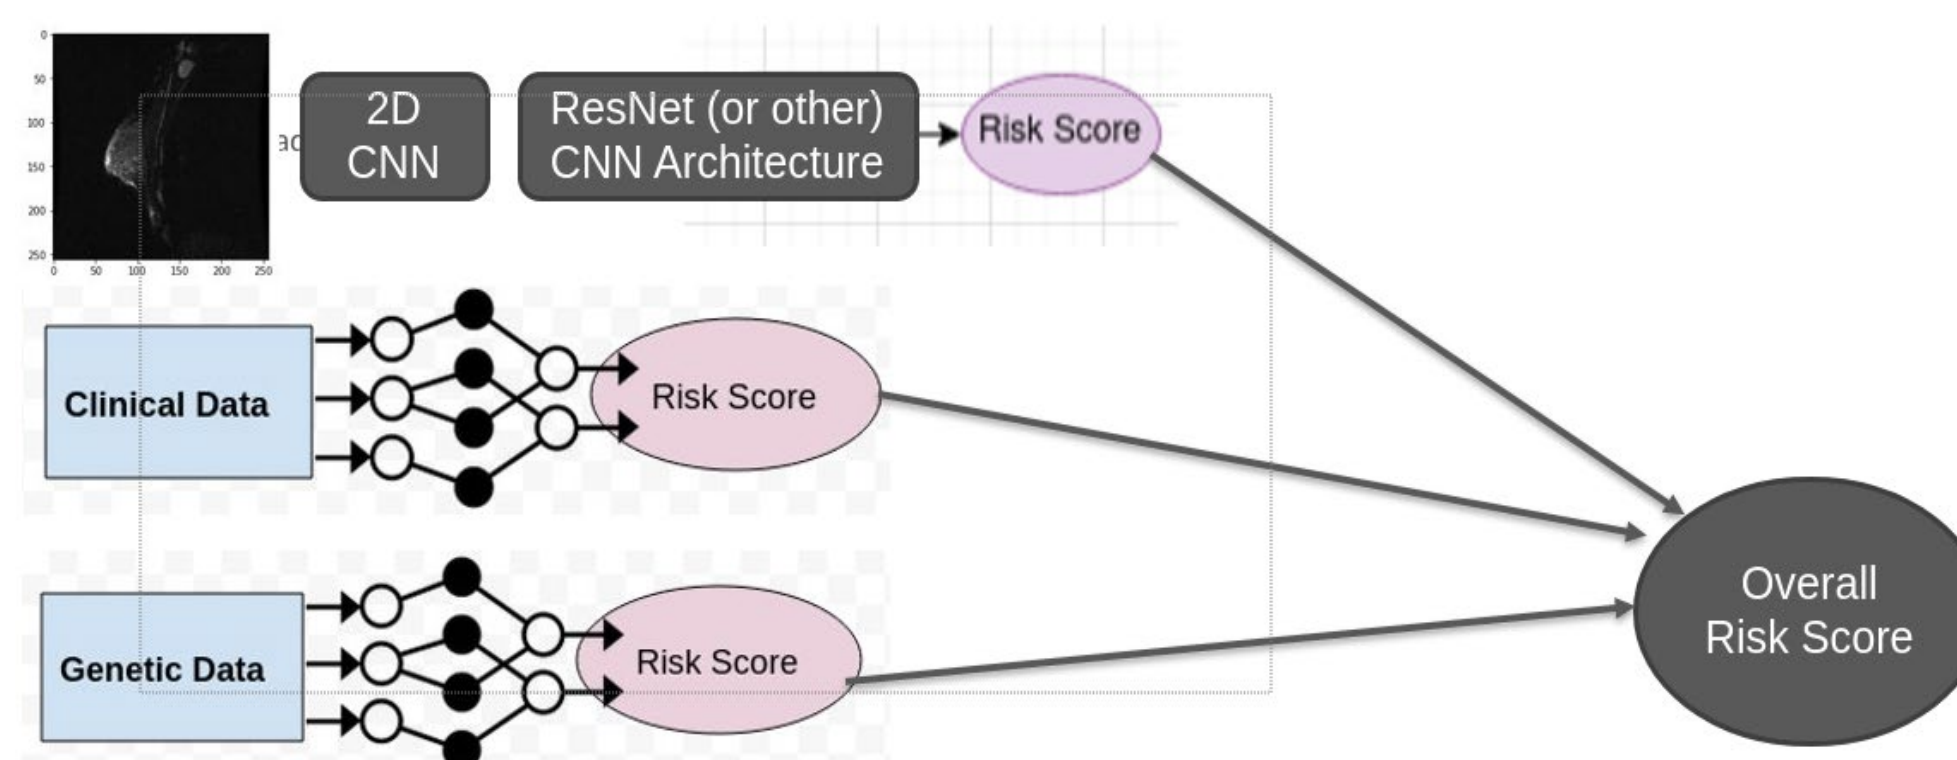 0
50
100
150
200
250
0 50 100 150 200 250
2D
CNN
ResNet (or other)
CNN Architecture
Risk Score
Clinical Data
Risk Score
Genetic Data
Risk Score
Overall
Risk Score